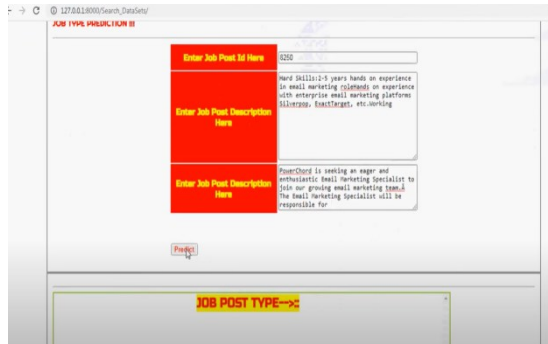 127.0.0.1:8000/Search_DataSets/
JOB TYPE PREDICTION !!!
Enter Job Post Id Here
8250
Enter Job Post Description
Here
Hard Skills:2-5 years hands on experience
in email marketing roleHands on experience
with enterprise email marketing platforms
Silverpop, ExactTarget, etc.Working
Enter Job Post Description
Here
PowerChord is seeking an eager and
enthusiastic Email Marketing Specialist to
join our growing email marketing team.Â
The Email Marketing Specialist will be
responsible for
Predict
JOB POST TYPE-->::